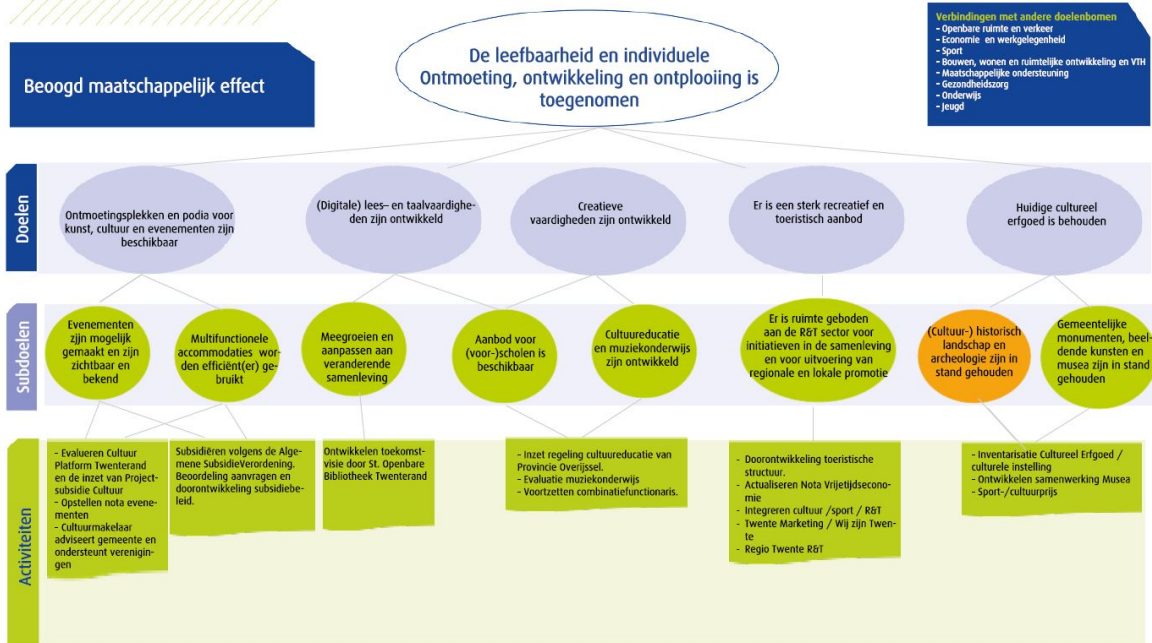 Beoogd maatschappelijk effect
De leefbaarheid en individuele
Ontmoeting, ontwikkeling en ontplooiing is
toegenomen
Verbindingen met andere doelenbomen
- Openbare ruimte en verkeer
- Economie en werkgelegenheid
- Sport
- Bouwen, wonen en ruimtelijke ontwikkeling en VTH
- Maatschappelijke ondersteuning
- Gezondheidszorg
- Onderwijs
- Jeugd
Doelen
Ontmoetingsplekken en podia voor
kunst, cultuur en evenementen zijn
beschikbaar
(Digitale) lees– en taalvaardighe-
den zijn ontwikkeld
Creatieve
vaardigheden zijn ontwikkeld
Er is een sterk recreatief en
toeristisch aanbod
Huidige cultureel
erfgoed is behouden
Subdoelen
Evenementen
zijn mogelijk
gemaakt en zijn
zichtbaar en
bekend
Multifunctionele
accommodaties wor-
den efficiënt(er) ge-
bruikt
Meegroeien en
aanpassen aan
veranderende
samenleving
Aanbod voor
(voor-)scholen is
beschikbaar
Cultuureducatie
en muziekonderwijs
zijn ontwikkeld
Er is ruimte geboden
aan de R&T sector voor
initiatieven in de samenleving
en voor uitvoering van
regionale en lokale promotie
(Cultuur-) historisch
landschap en
archeologie zijn in
stand gehouden
Gemeentelijke
monumenten, beel-
dende kunsten en
musea zijn in stand
gehouden
Activiteiten
- Evalueren Cultuur
Platform Twenterand
en de inzet van Project-
subsidie Cultuur
- Opstellen nota evene-
menten
- Cultuurmakelaar
adviseert gemeente en
ondersteunt verenigin-
gen
Subsidiëren volgens de Alge-
mene SubsidieVerordening.
Beoordeling aanvragen en
doorontwikkeling subsidiebe-
leid.
Ontwikkelen toekomst-
visie door St. Openbare
Bibliotheek Twenterand
- Inzet regeling cultuureducatie van
Provincie Overijssel.
- Evaluatie muziekonderwijs
- Voortzetten combinatiefunctionaris.
- Doorontwikkeling toeristische
structuur.
- Actualiseren Nota Vrijetijdsecono-
mie
- Integreren cultuur /sport / R&T
- Twente Marketing / Wij zijn Twen-
te
- Regio Twente R&T
- Inventarisatie Cultureel Erfgoed /
culturele instelling
- Ontwikkelen samenwerking Musea
- Sport-/cultuurprijs